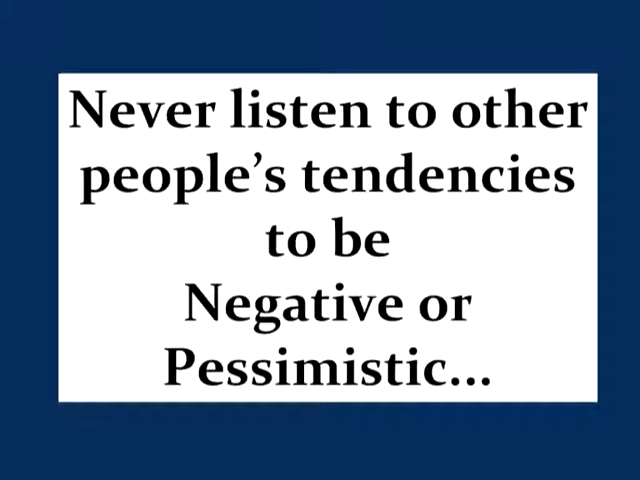 Never listen to other
people’s tendencies
to be
Negative or
Pessimistic...